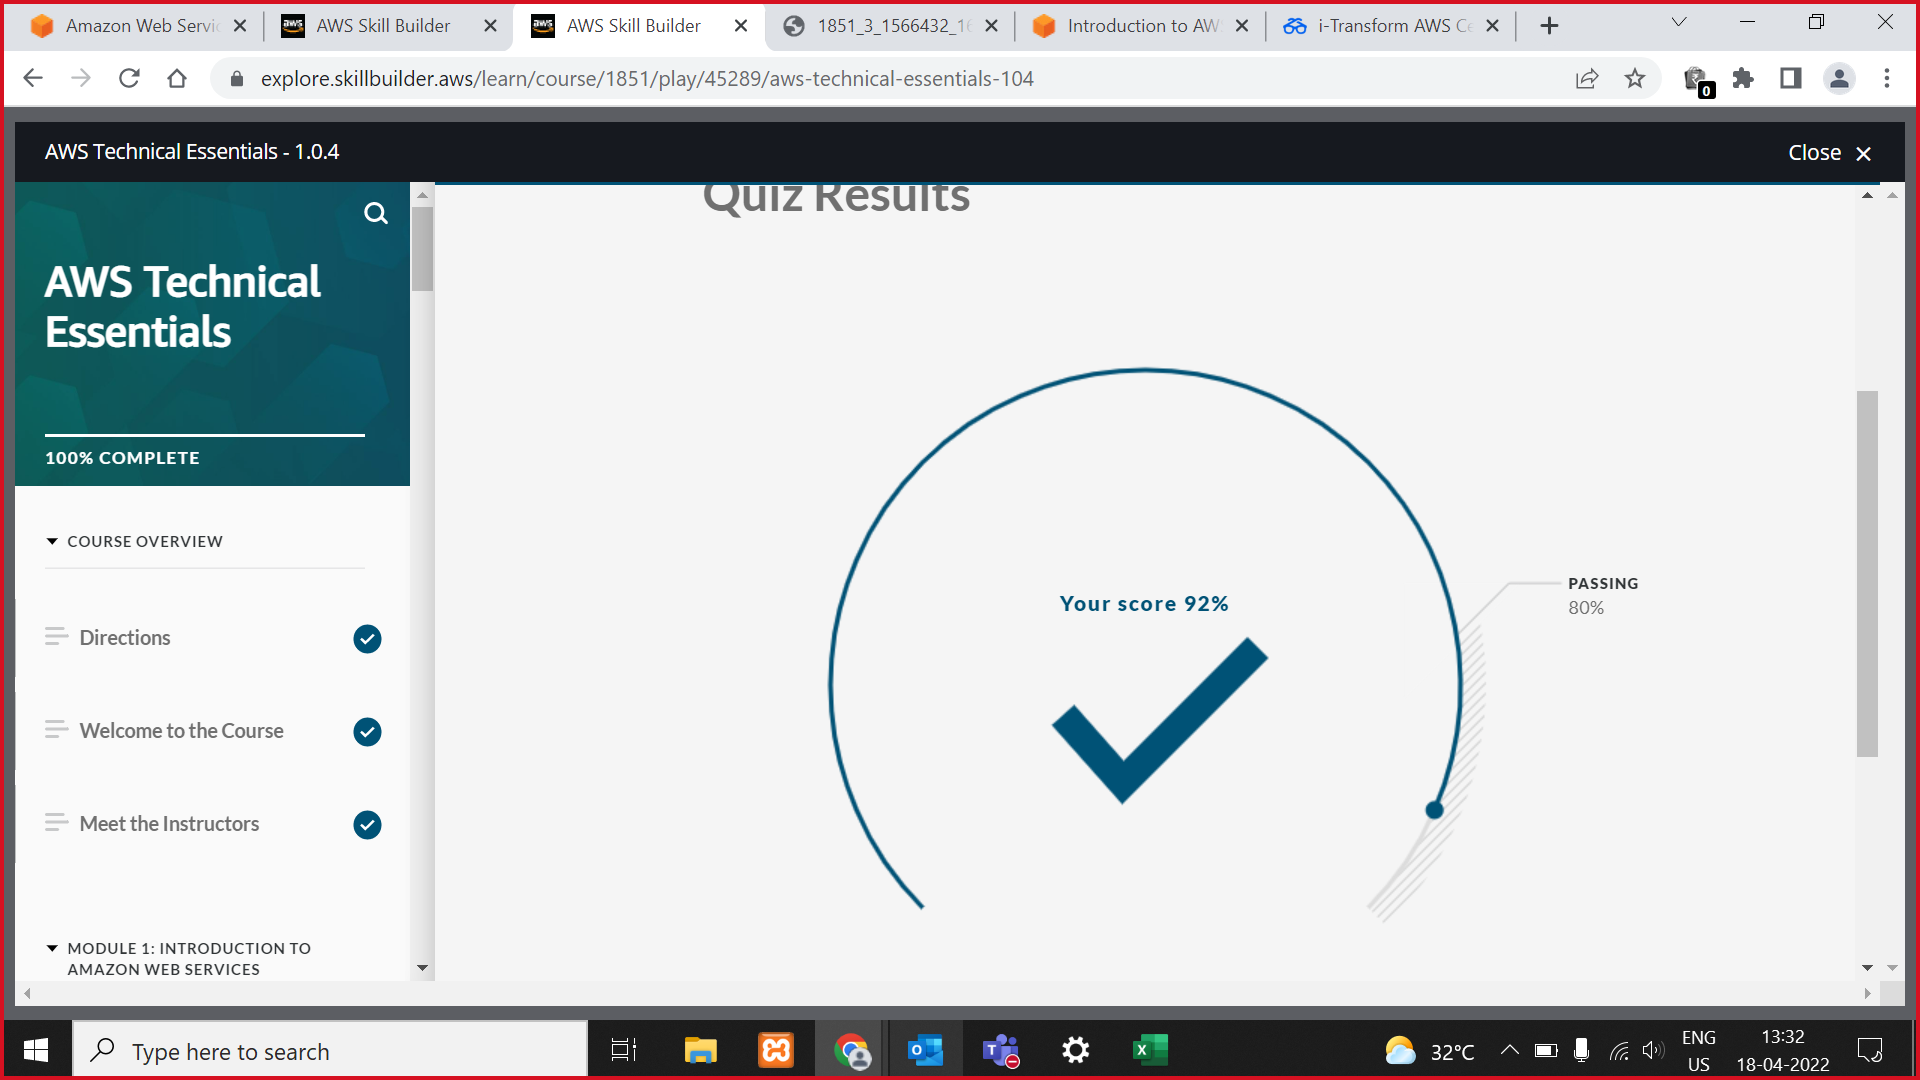 Amazon Web Servic
AWS Skill Builder
AWS Skill Builder
1851_3_1566432_16
Introduction to AW
i-Transform AWS Ce
explore.skillbuilder.aws/learn/course/1851/play/45289/aws-technical-essentials-104
0
AWS Technical Essentials - 1.0.4
Close
AWS Technical
Essentials
100% COMPLETE
COURSE OVERVIEW
Directions
Welcome to the Course
Meet the Instructors
MODULE 1: INTRODUCTION TO
AMAZON WEB SERVICES
Quiz Results
Your score 92%
PASSING
80%
Type here to search
32°C
ENG
US
13:32
18-04-2022